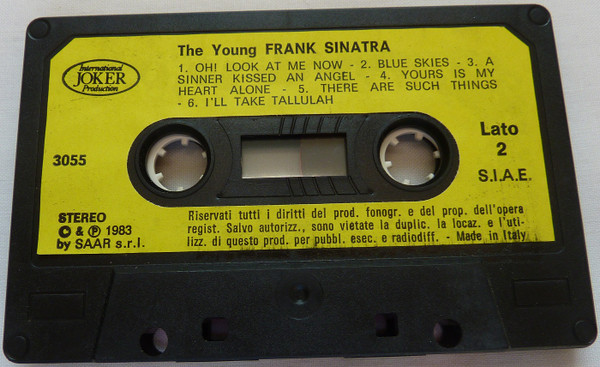 The Young FRANK SINATRA
International
JOKER
Production
1. OH! LOOK AT ME NOW - 2. BLUE SKIES - 3. A
SINNER KISSED AN ANGEL - 4. YOURS IS MY
HEART ALONE - 5. THERE ARE SUCH THINGS
- 6. I'LL TAKE TALLULAH
3055
Lato
2
S.I.A.E.
STEREO
© & ℗ 1983
by SAAR s.r.l.
Riservati tutti i diritti del prod. fonogr. e del prop. dell'opera
regist. Salvo autorizz., sono vietate la duplic. la locaz. e l'uti-
lizz. di questo prod. per pubbl. esec. e radiodiff. - Made in Italy